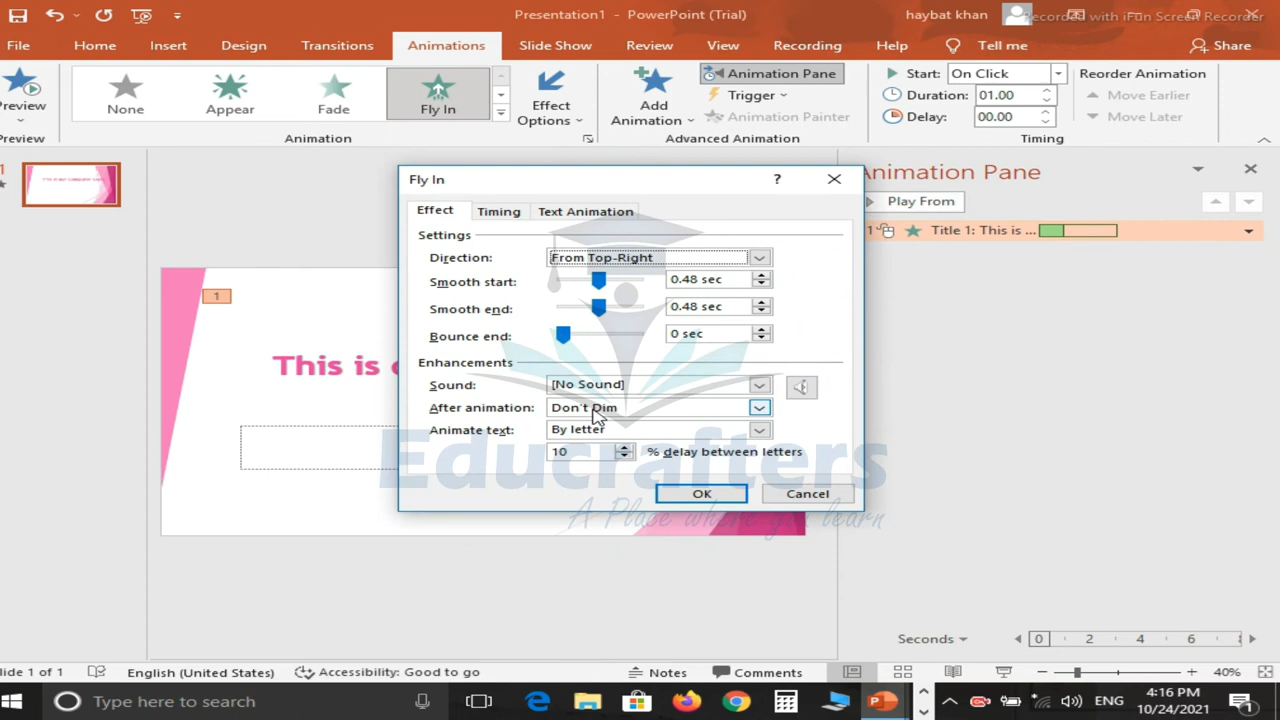 Presentation1 - PowerPoint (Trial)
haybat khan
Recorded with iFun Screen Recorder
File Home Insert Design Transitions Animations Slide Show Review View Recording Help Tell me Share
Preview
None
Appear
Fade
Fly In
Effect Options
Add Animation
Animation Pane
Trigger
Animation Painter
Start: On Click
Duration: 01.00
Delay: 00.00
Reorder Animation
Move Earlier
Move Later
Preview Animation Advanced Animation Timing
1
1
This is
Fly In ?
Effect Timing Text Animation
Settings
Direction: From Top-Right
Smooth start: 0.48 sec
Smooth end: 0.48 sec
Bounce end: 0 sec
Enhancements
Sound: [No Sound]
After animation: Don't Dim
Animate text: By letter
10 % delay between letters
OK Cancel
Educrafters
A Place where you learn
Animation Pane
Play From
1 Title 1: This is ...
Seconds 0 2 4 6
lide 1 of 1 English (United States) Accessibility: Good to go Notes Comments 40%
Type here to search
ENG
4:16 PM
10/24/2021
1